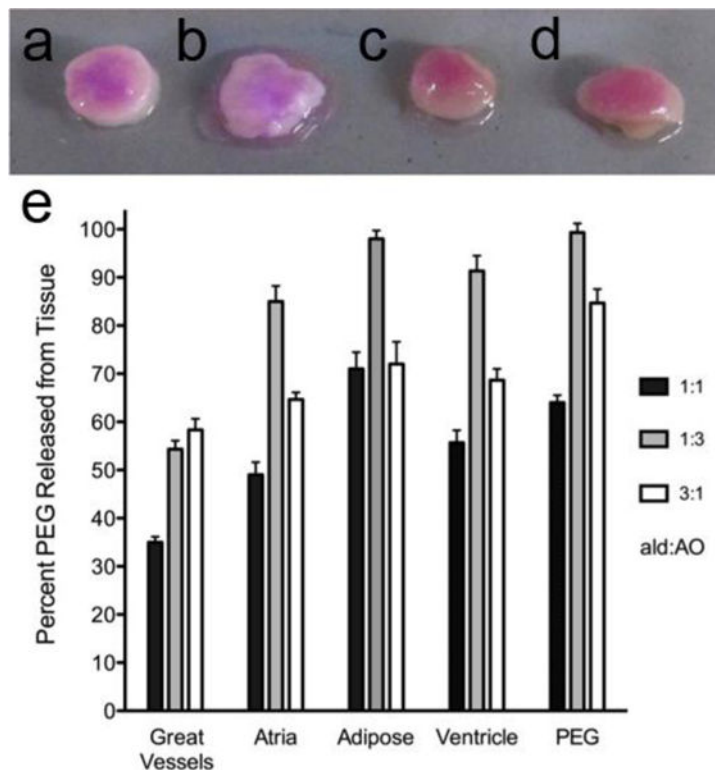 a b c d
e
Percent PEG Released from Tissue
100
90
80
70
60
50
40
30
20
10
0
Great Vessels
Atria
Adipose
Ventricle
PEG
1:1
1:3
3:1
ald:AO